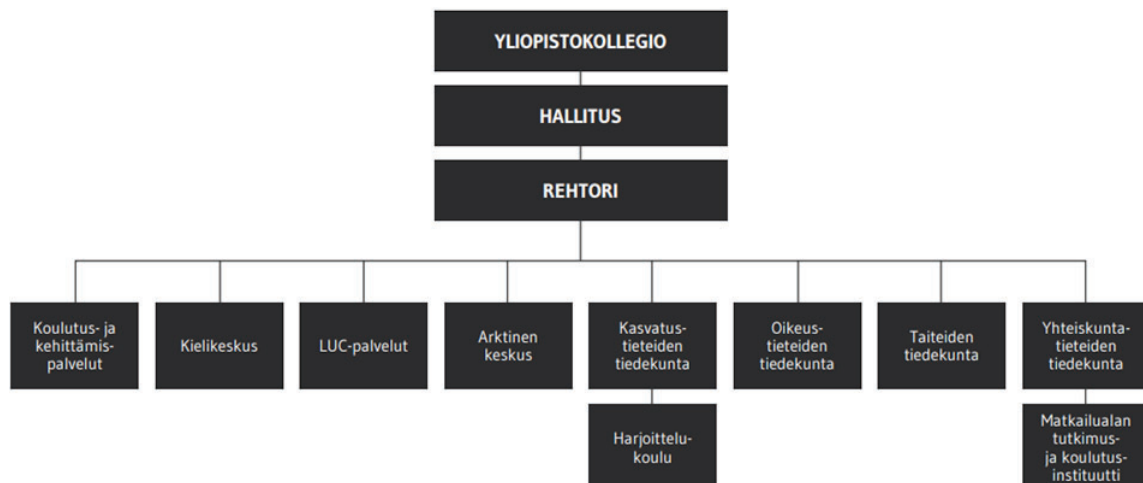 YLIOPISTOKOLLEGIO
HALLITUS
REHTORI
Koulutus- ja
kehittämis-
palvelut
Kielikeskus
LUC-palvelut
Arktinen
keskus
Kasvatus-
tieteiden
tiedekunta
Oikeus-
tieteiden
tiedekunta
Taiteiden
tiedekunta
Yhteiskunta-
tieteiden
tiedekunta
Harjoittelu-
koulu
Matkailualan
tutkimus-
ja koulutus-
instituutti